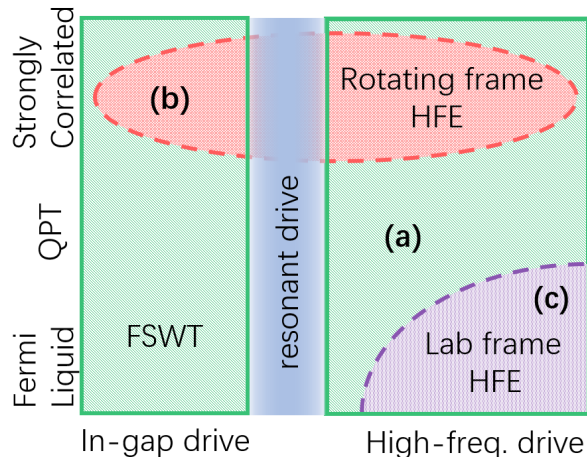 Strongly
Correlated
QPT
Fermi
Liquid
(b)
Rotating frame
HFE
resonant drive
(a)
FSWT
(c)
Lab frame
HFE
In-gap drive
High-freq. drive